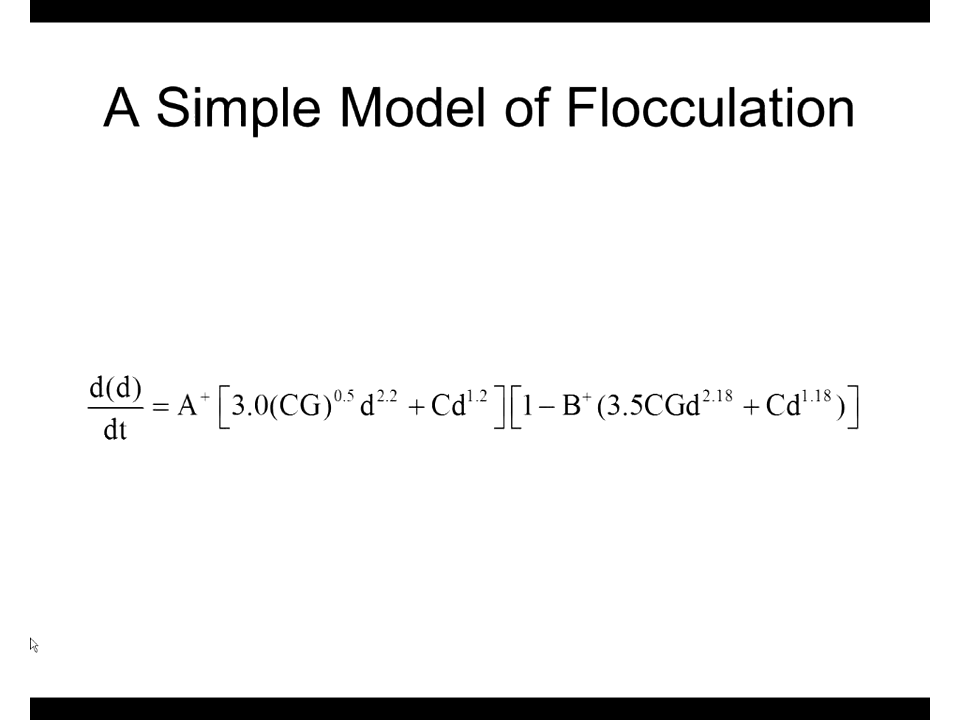 A Simple Model of Flocculation
d(d)/dt = A⁺ [3.0(CG)^0.5 d^2.2 + Cd^1.2][1 − B⁺ (3.5CGd^2.18 + Cd^1.18)]